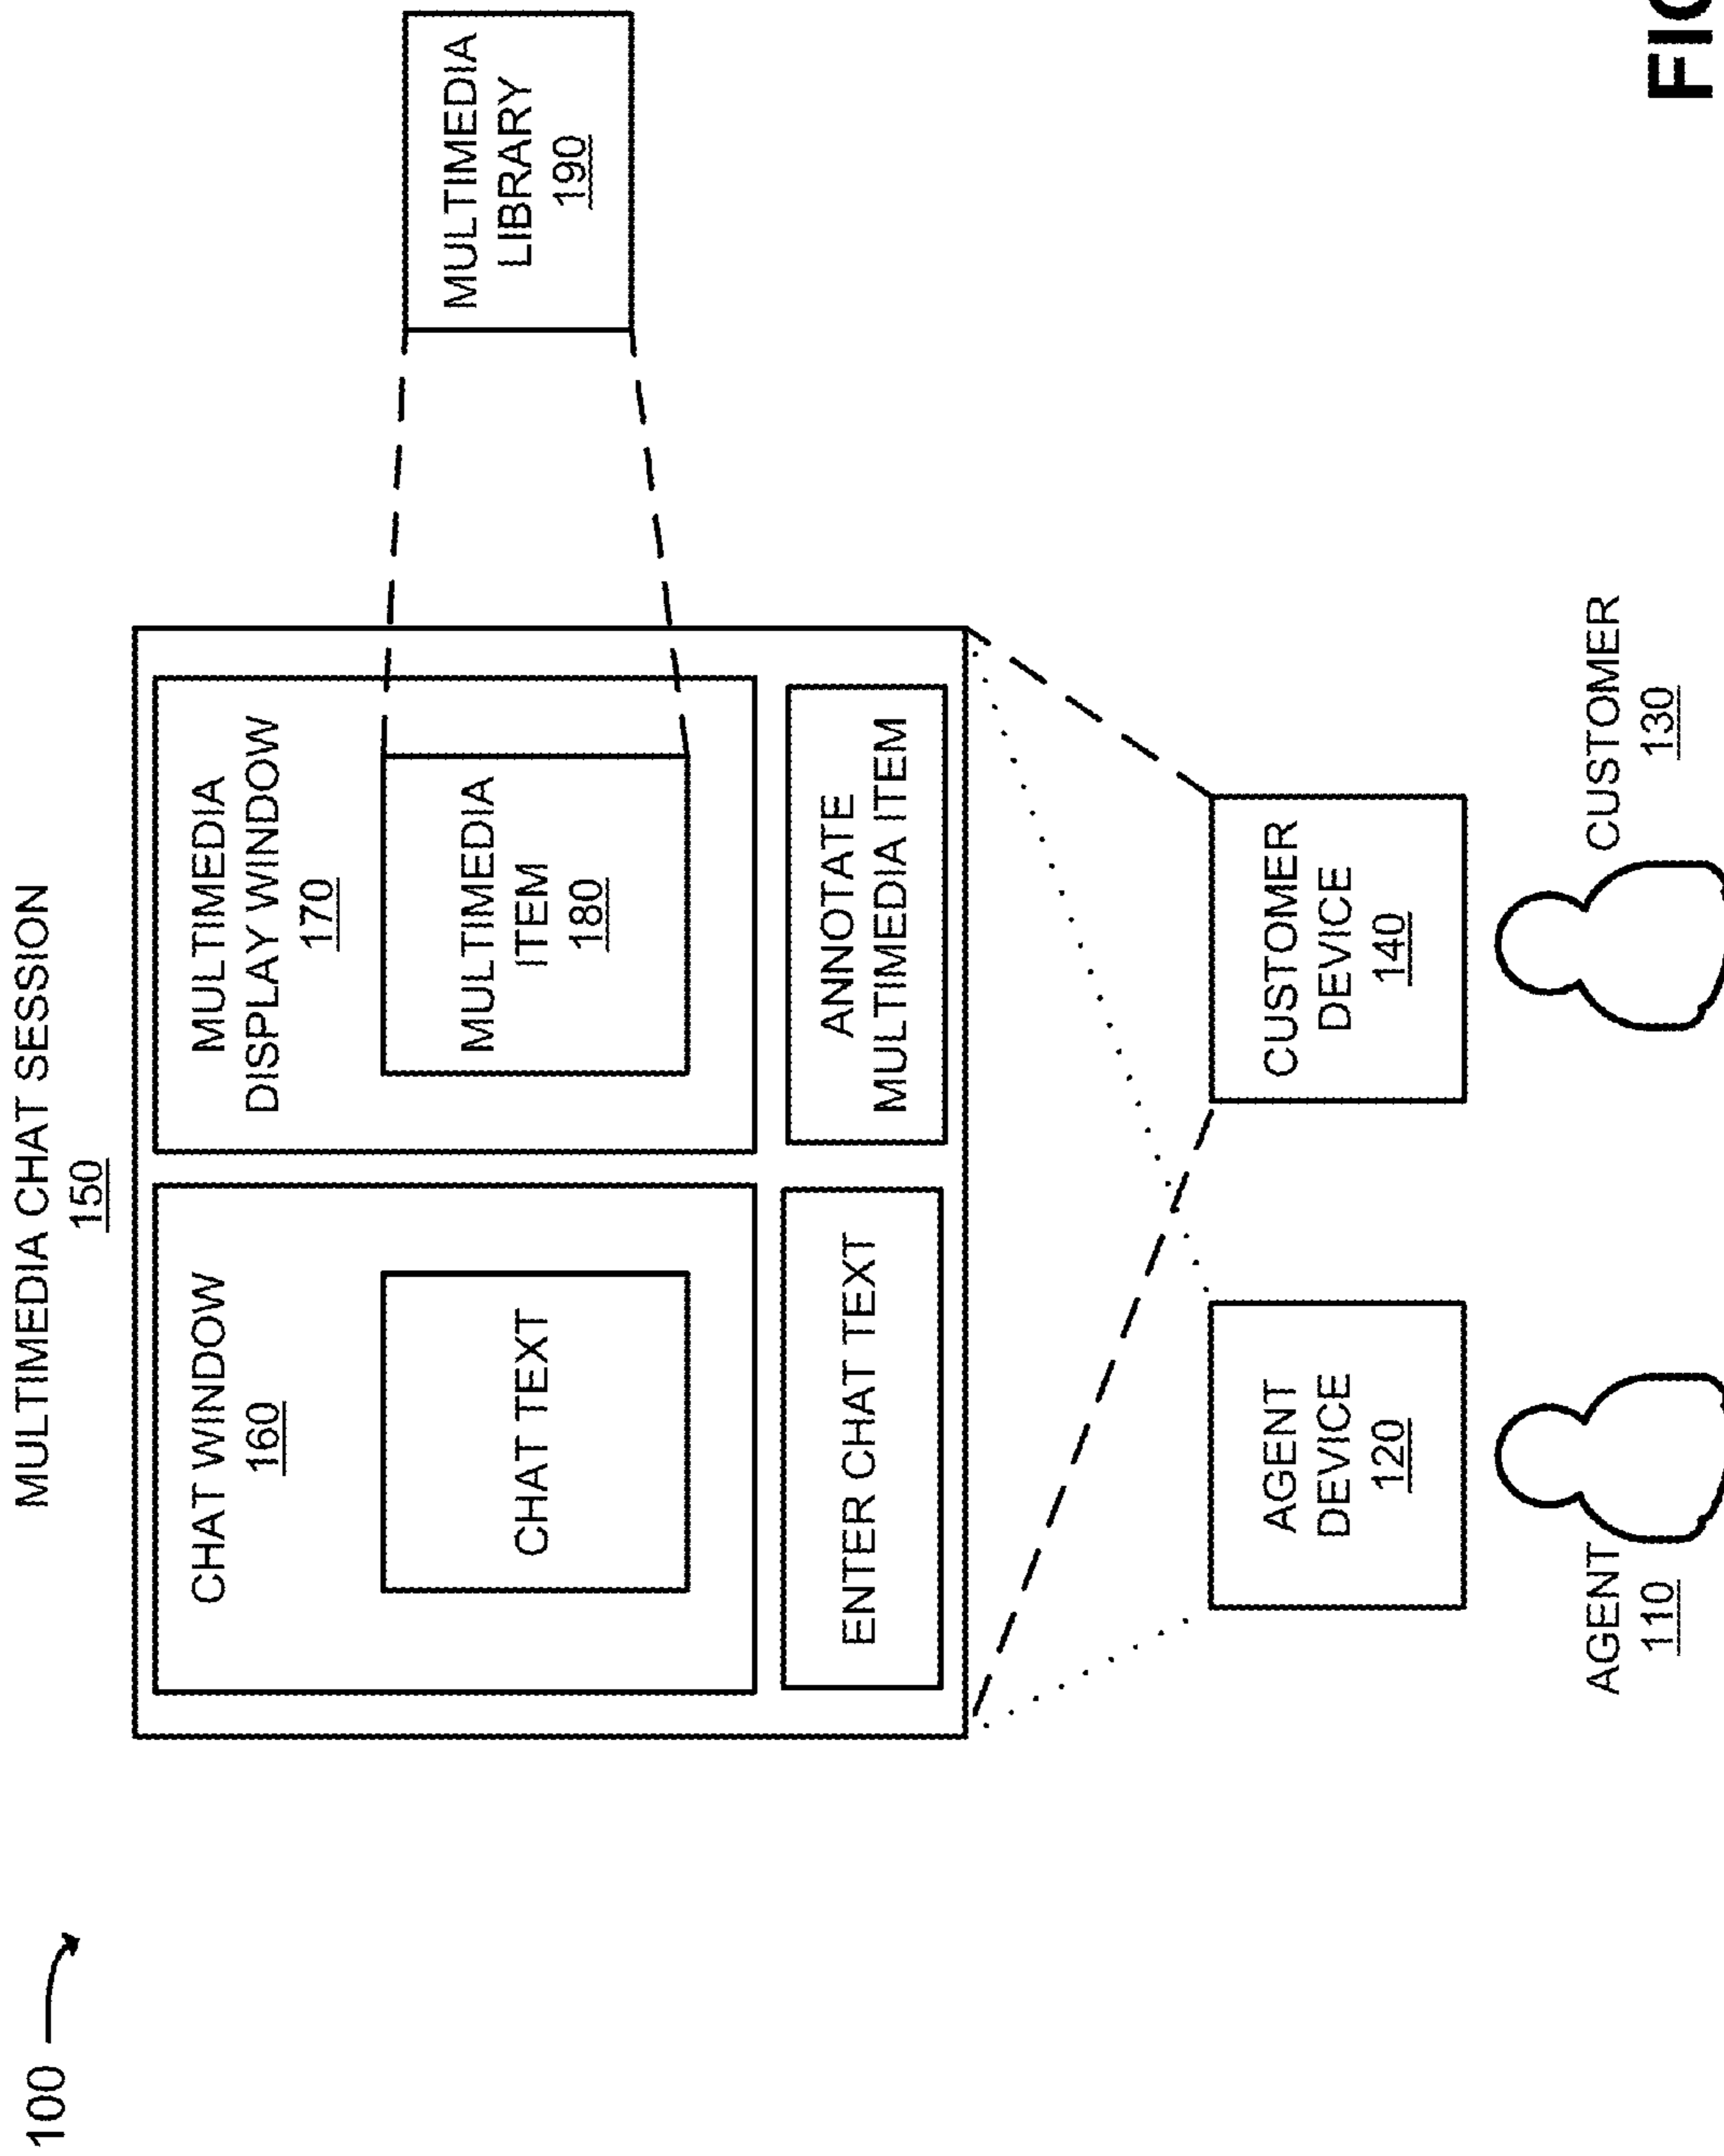 100
MULTIMEDIA CHAT SESSION
150
CHAT WINDOW
160
CHAT TEXT
ENTER CHAT TEXT
MULTIMEDIA
DISPLAY WINDOW
170
MULTIMEDIA
ITEM
180
ANNOTATE
MULTIMEDIA ITEM
MULTIMEDIA
LIBRARY
190
AGENT
DEVICE
120
CUSTOMER
DEVICE
140
AGENT
110
CUSTOMER
130